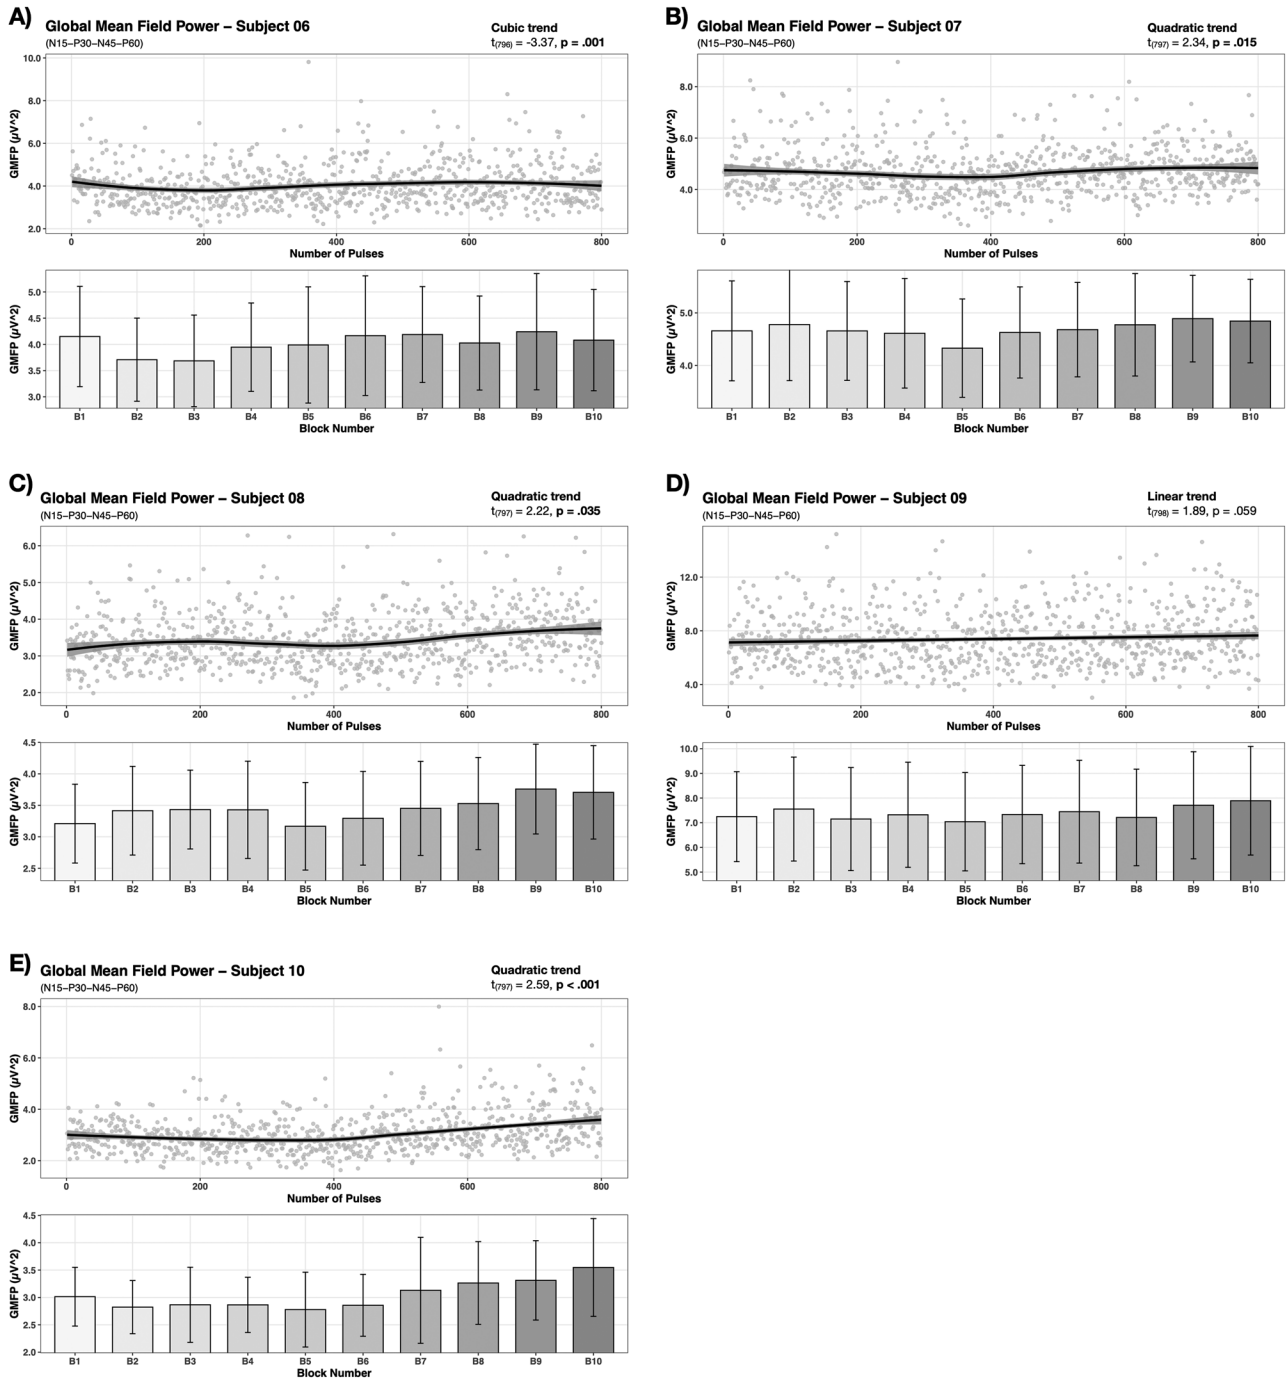 A)
Global Mean Field Power – Subject 06
(N15–P30–N45–P60)
Cubic trend
t(796) = -3.37, p = .001
GMFP (µV^2)
10.0
8.0
6.0
4.0
2.0
0 200 400 600 800
Number of Pulses
GMFP (µV^2)
5.0
4.5
4.0
3.5
3.0
B1 B2 B3 B4 B5 B6 B7 B8 B9 B10
Block Number
B)
Global Mean Field Power – Subject 07
(N15–P30–N45–P60)
Quadratic trend
t(797) = 2.34, p = .015
GMFP (µV^2)
8.0
6.0
4.0
0 200 400 600 800
Number of Pulses
GMFP (µV^2)
5.0
4.0
B1 B2 B3 B4 B5 B6 B7 B8 B9 B10
Block Number
C)
Global Mean Field Power – Subject 08
(N15–P30–N45–P60)
Quadratic trend
t(797) = 2.22, p = .035
GMFP (µV^2)
6.0
5.0
4.0
3.0
2.0
0 200 400 600 800
Number of Pulses
GMFP (µV^2)
4.5
4.0
3.5
3.0
2.5
B1 B2 B3 B4 B5 B6 B7 B8 B9 B10
Block Number
D)
Global Mean Field Power – Subject 09
(N15–P30–N45–P60)
Linear trend
t(798) = 1.89, p = .059
GMFP (µV^2)
12.0
8.0
4.0
0 200 400 600 800
Number of Pulses
GMFP (µV^2)
10.0
9.0
8.0
7.0
6.0
5.0
B1 B2 B3 B4 B5 B6 B7 B8 B9 B10
Block Number
E)
Global Mean Field Power – Subject 10
(N15–P30–N45–P60)
Quadratic trend
t(797) = 2.59, p < .001
GMFP (µV^2)
8.0
6.0
4.0
2.0
0 200 400 600 800
Number of Pulses
GMFP (µV^2)
4.5
4.0
3.5
3.0
2.5
2.0
B1 B2 B3 B4 B5 B6 B7 B8 B9 B10
Block Number